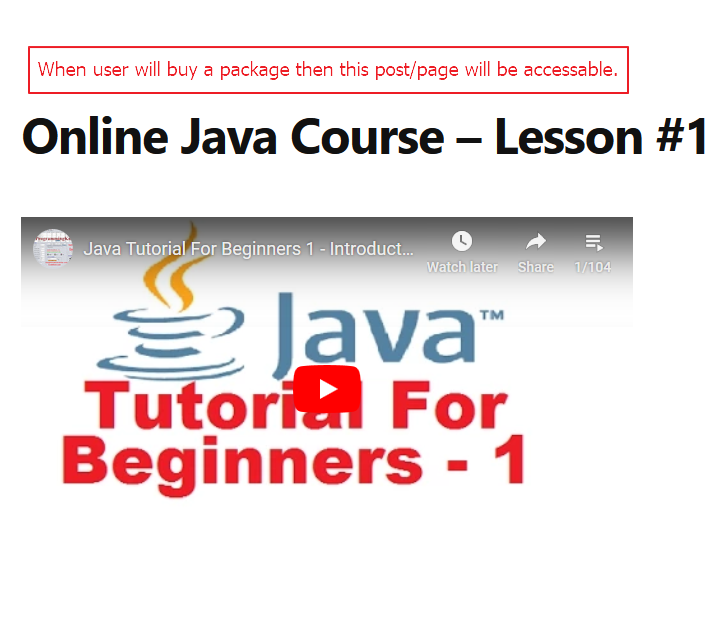 When user will buy a package then this post/page will be accessable.
Online Java Course – Lesson #1
Java Tutorial For Beginners 1 - Introduct...
Watch later
Share
1/104
Java™
Tutorial For
Beginners - 1